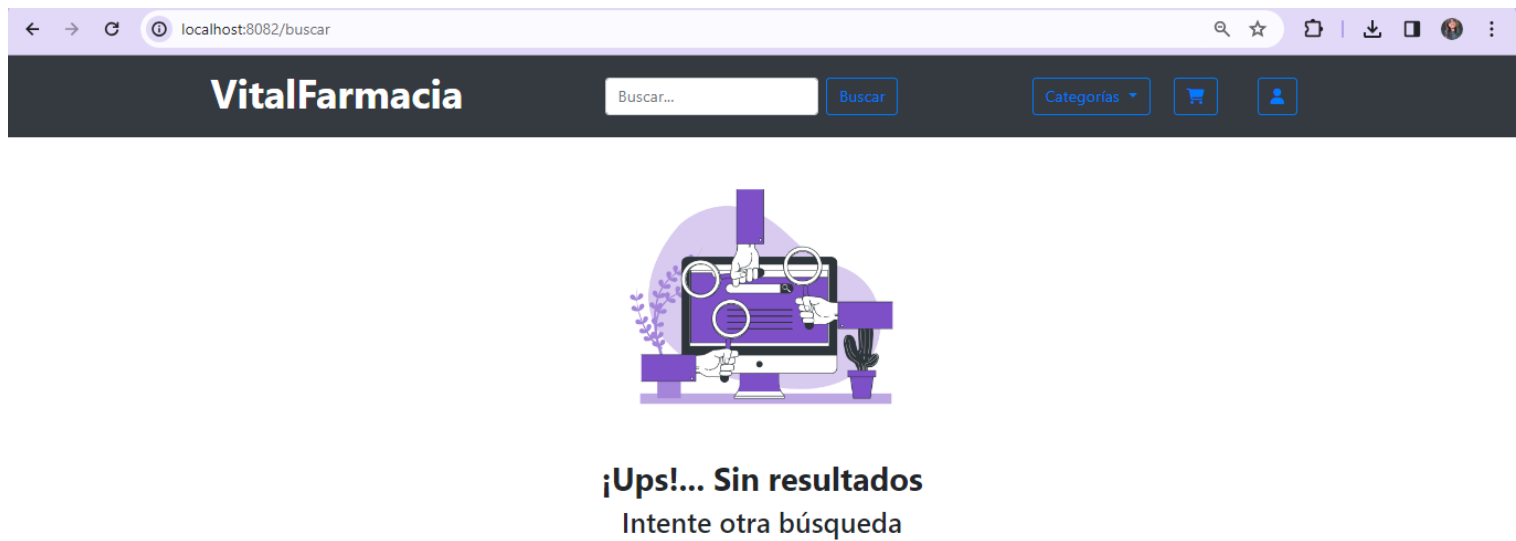 localhost:8082/buscar
VitalFarmacia Buscar... Buscar Categorías
¡Ups!... Sin resultados
Intente otra búsqueda